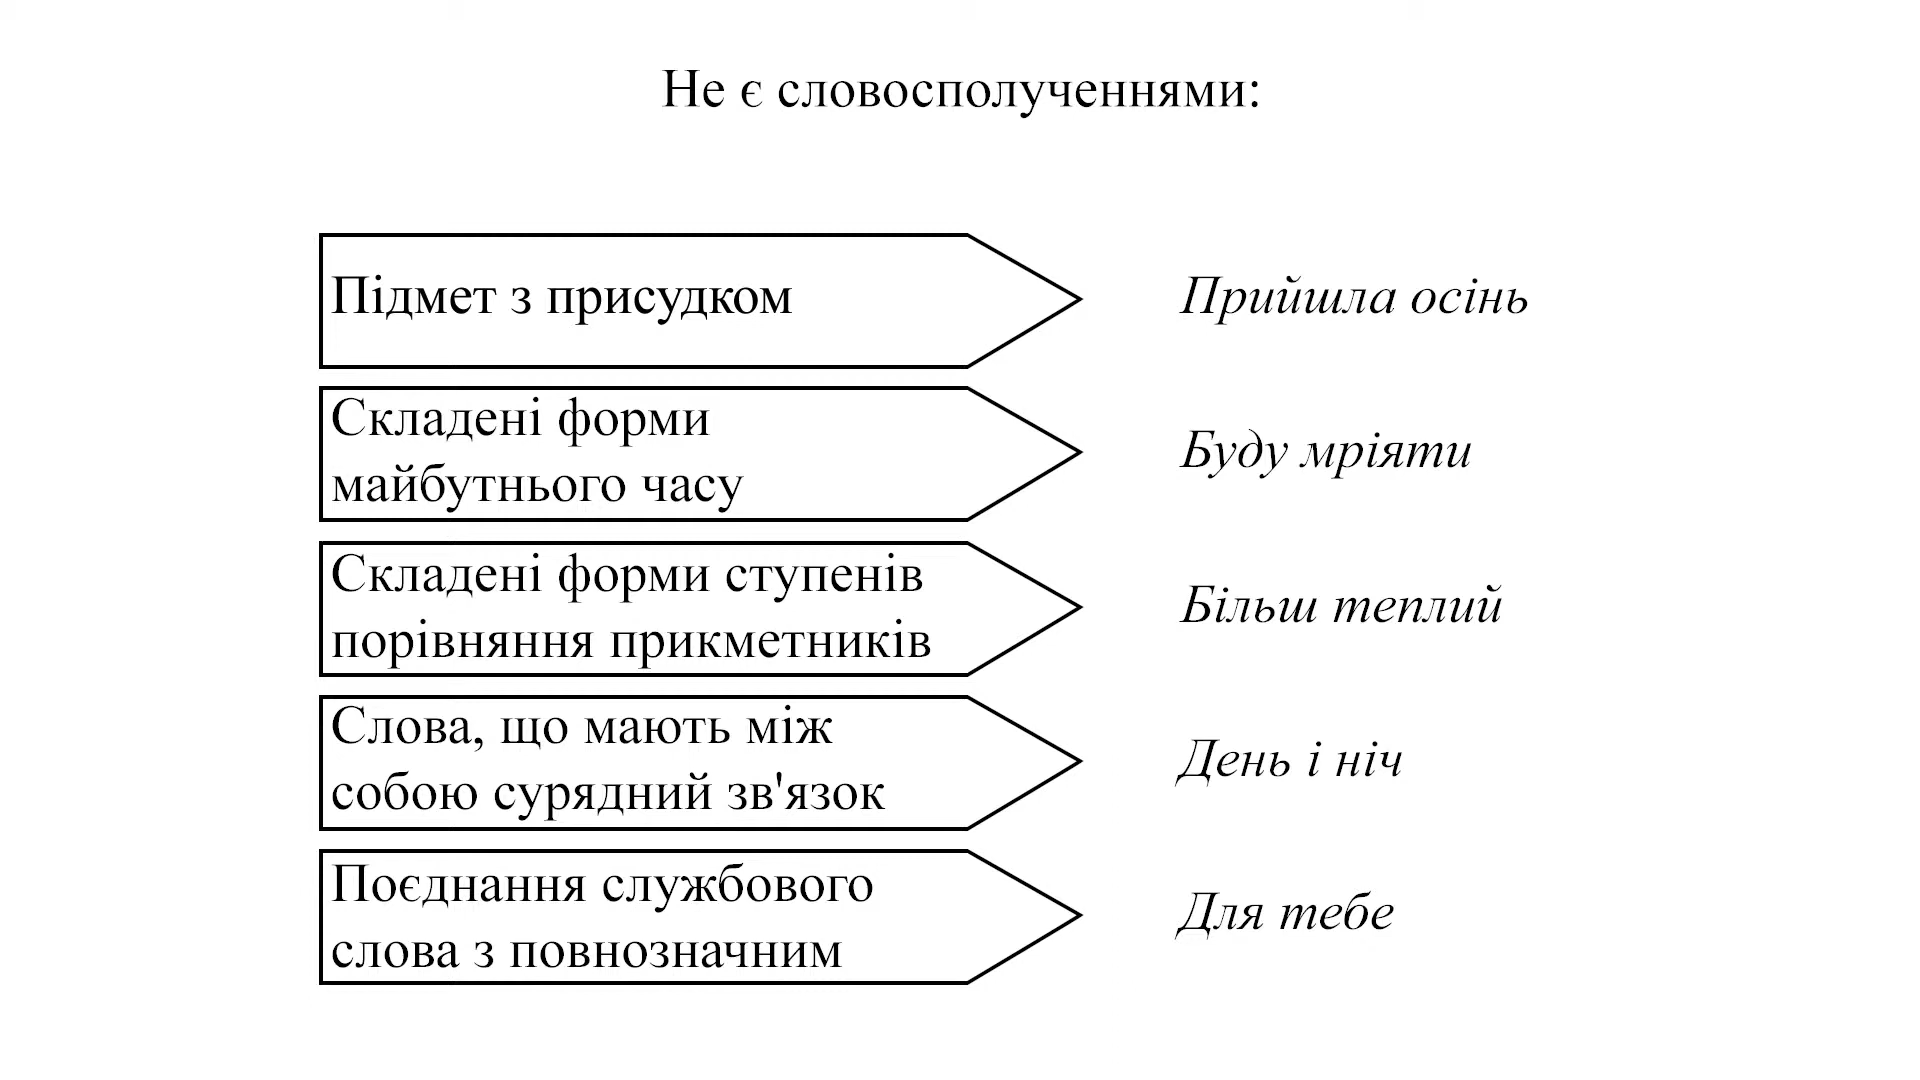 Не є словосполученнями:
Підмет з присудком
Прийшла осінь
Складені форми
майбутнього часу
Буду мріяти
Складені форми ступенів
порівняння прикметників
Більш теплий
Слова, що мають між
собою сурядний зв'язок
День і ніч
Поєднання службового
слова з повнозначним
Для тебе